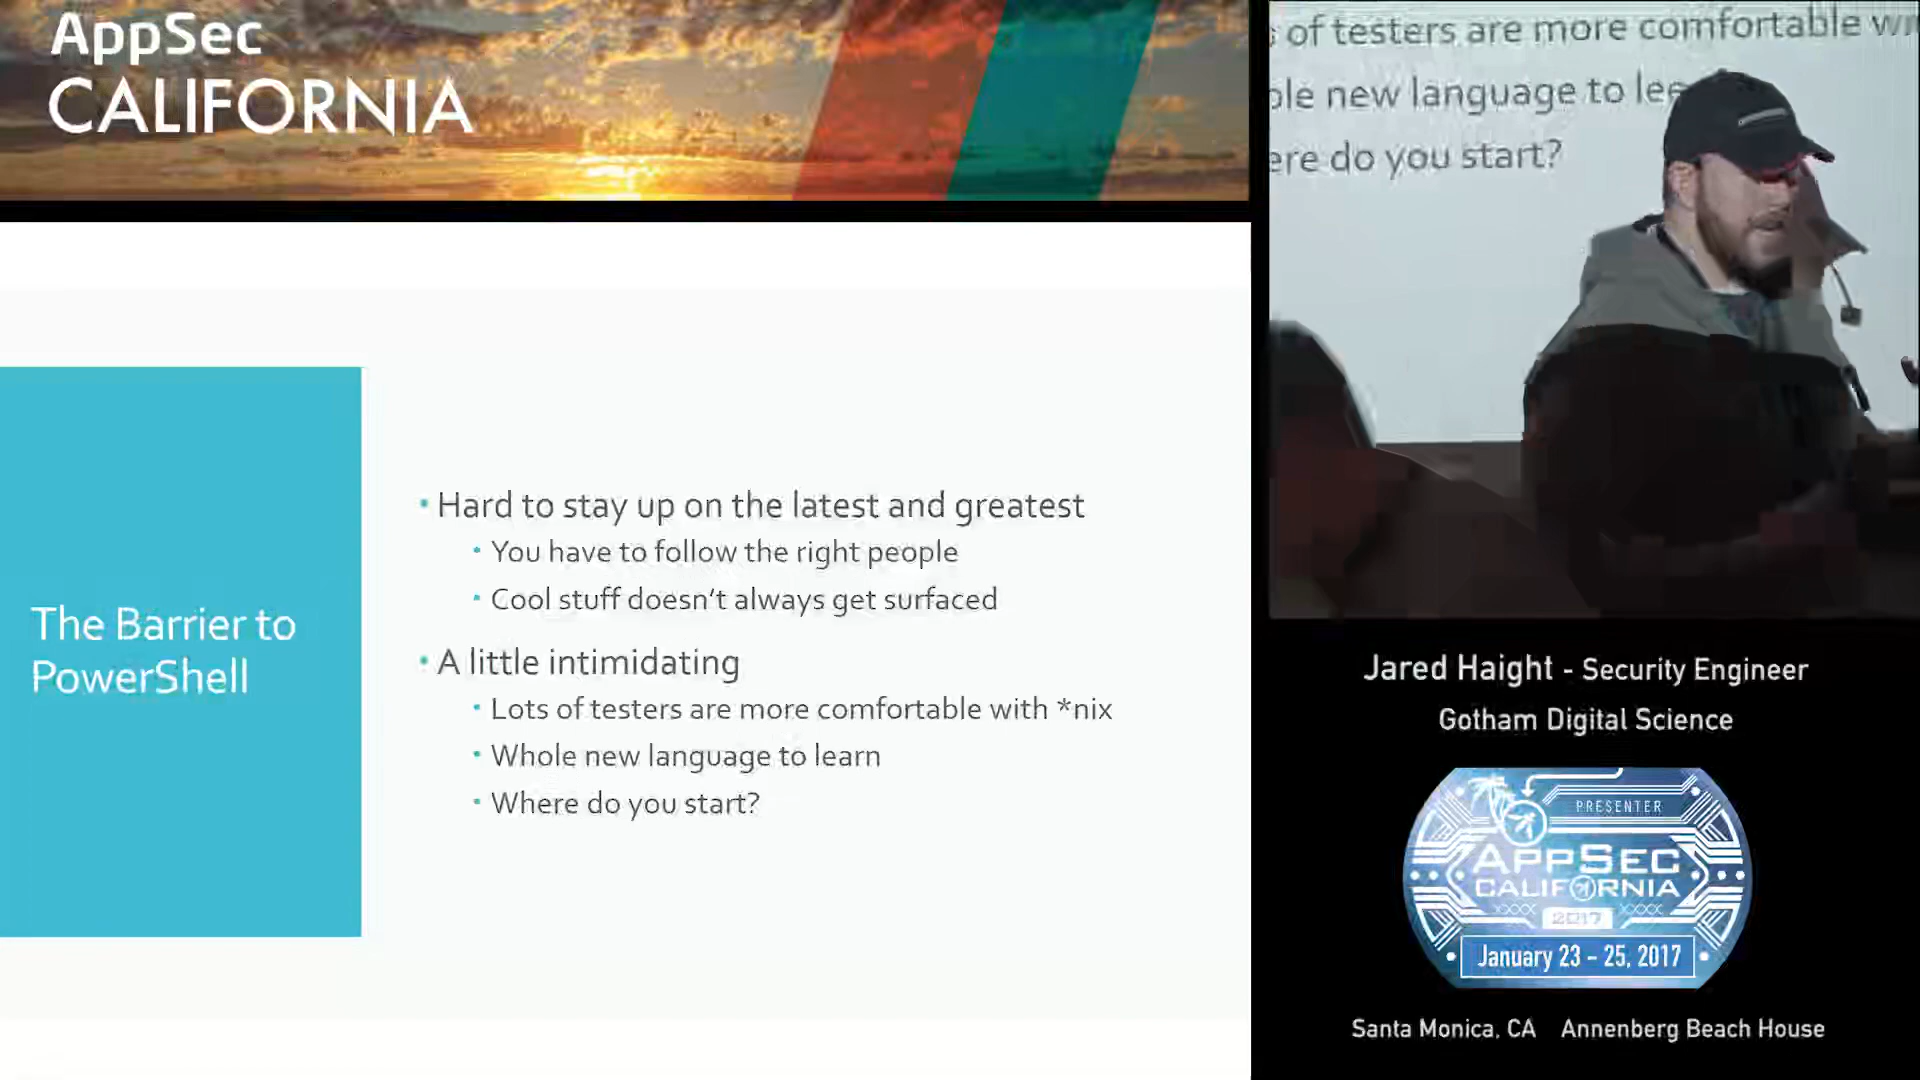 AppSec
CALIFORNIA
The Barrier to
PowerShell
• Hard to stay up on the latest and greatest
• You have to follow the right people
• Cool stuff doesn't always get surfaced
• A little intimidating
• Lots of testers are more comfortable with *nix
• Whole new language to learn
• Where do you start?
of testers are more comfortable
new language to
do you start?
Jared Haight - Security Engineer
Gotham Digital Science
PRESENTER
APPSEC
CALIFORNIA
2017
January 23 - 25, 2017
Santa Monica, CA Annenberg Beach House